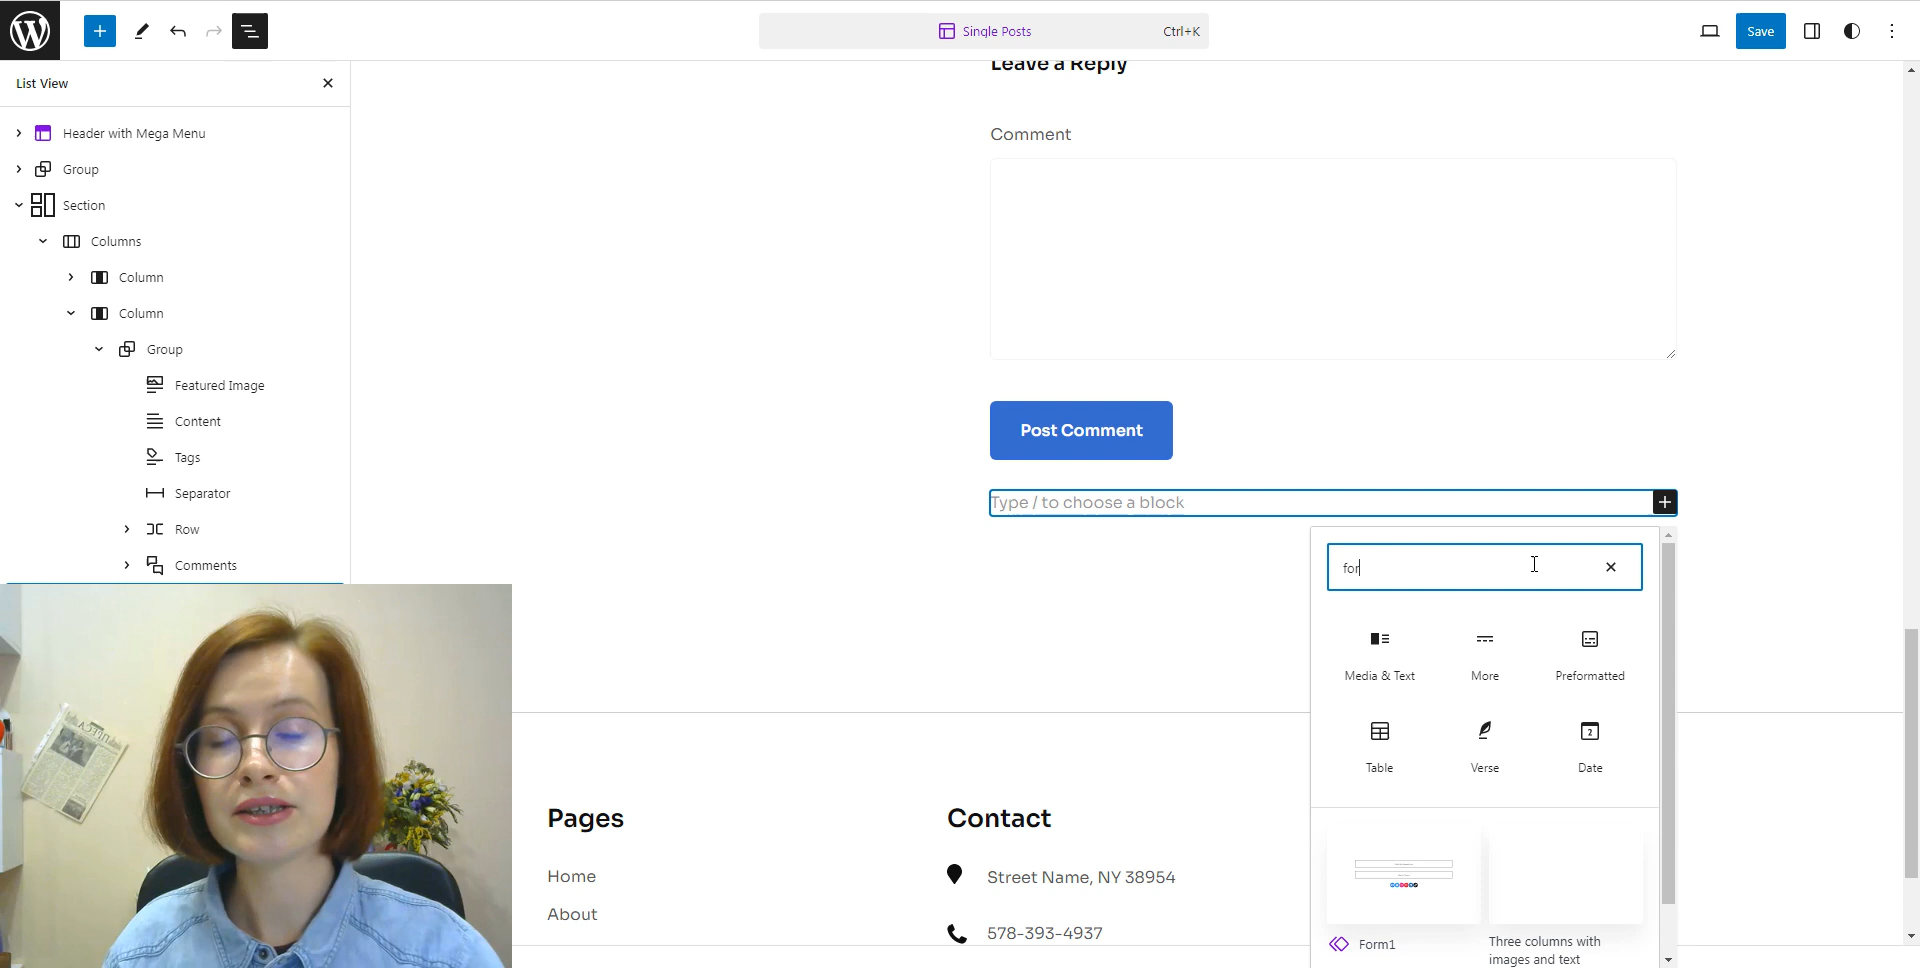 Single Posts
Ctrl+K
Save
List View
Header with Mega Menu
Group
Section
Columns
Column
Column
Group
Featured Image
Content
Tags
Separator
Row
Comments
Leave a Reply
Comment
Post Comment
Type / to choose a block
for
Media & Text
More
Preformatted
Table
Verse
2
Date
Form1
Three columns with
images and text
Pages
Home
About
Contact
Street Name, NY 38954
578-393-4937